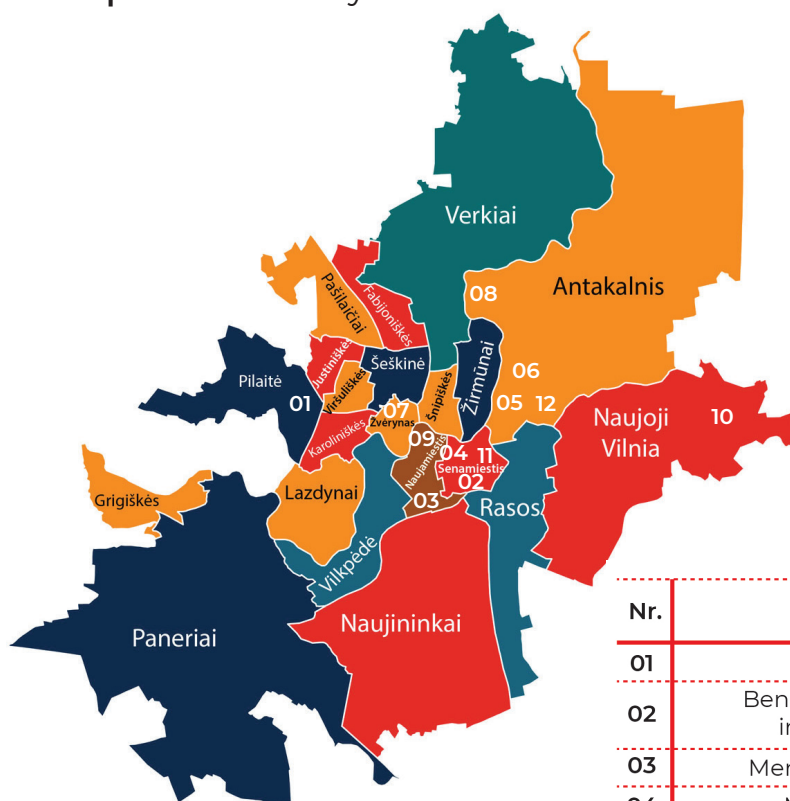 Verkiai
Antakalnis
08
Pašilaičiai
Fabijoniškės
Justiniškės
Šeškinė
Žirmūnai
06
Pilaitė
01
Viršuliškės
07
Žvėrynas
Šnipiškės
05
12
Naujoji
Vilnia
10
Karoliniškės
09
Naujamiestis
04
11
Senamiestis
02
03
Grigiškės
Lazdynai
Rasos
Vilkpėdė
Paneriai
Naujininkai
Nr.
01
02
03